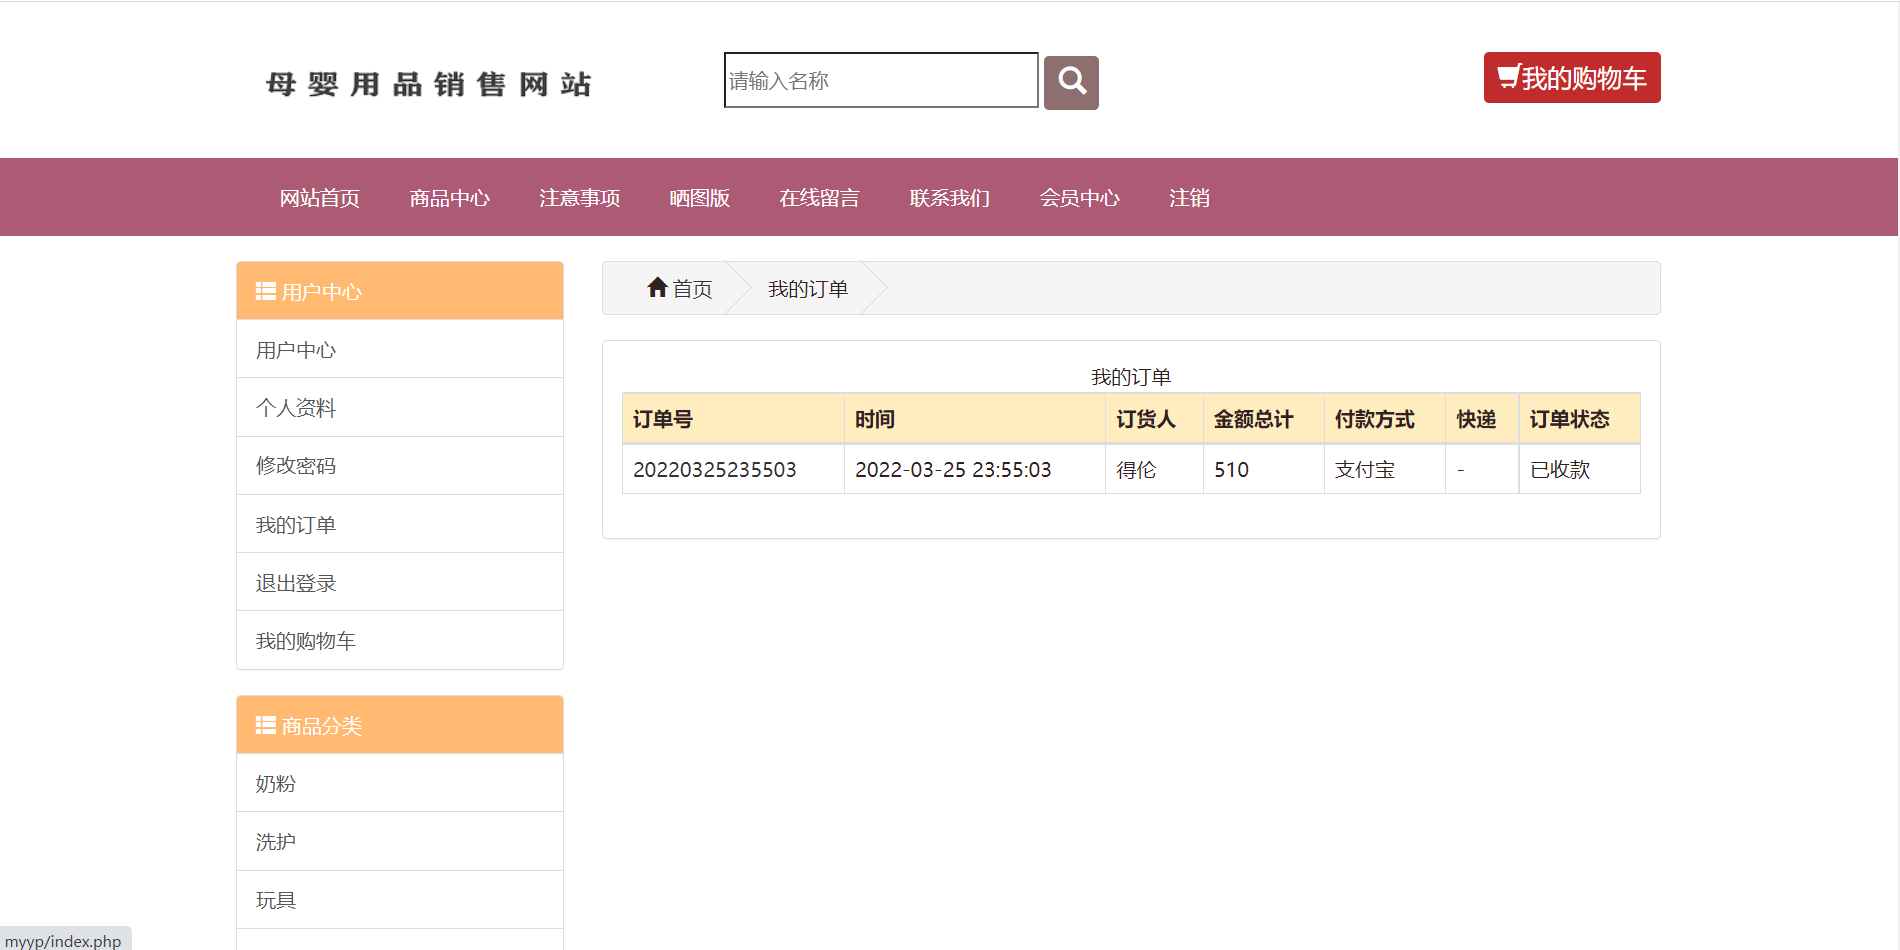 母婴用品销售网站
请输入名称
我的购物车
网站首页 商品中心 注意事项 晒图版 在线留言 联系我们 会员中心 注销
用户中心
用户中心
个人资料
修改密码
我的订单
退出登录
我的购物车
商品分类
奶粉
洗护
玩具
首页 我的订单
我的订单
订单号 时间 订货人 金额总计 付款方式 快递 订单状态
20220325235503 2022-03-25 23:55:03 得伦 510 支付宝 - 已收款
myyp/index.php